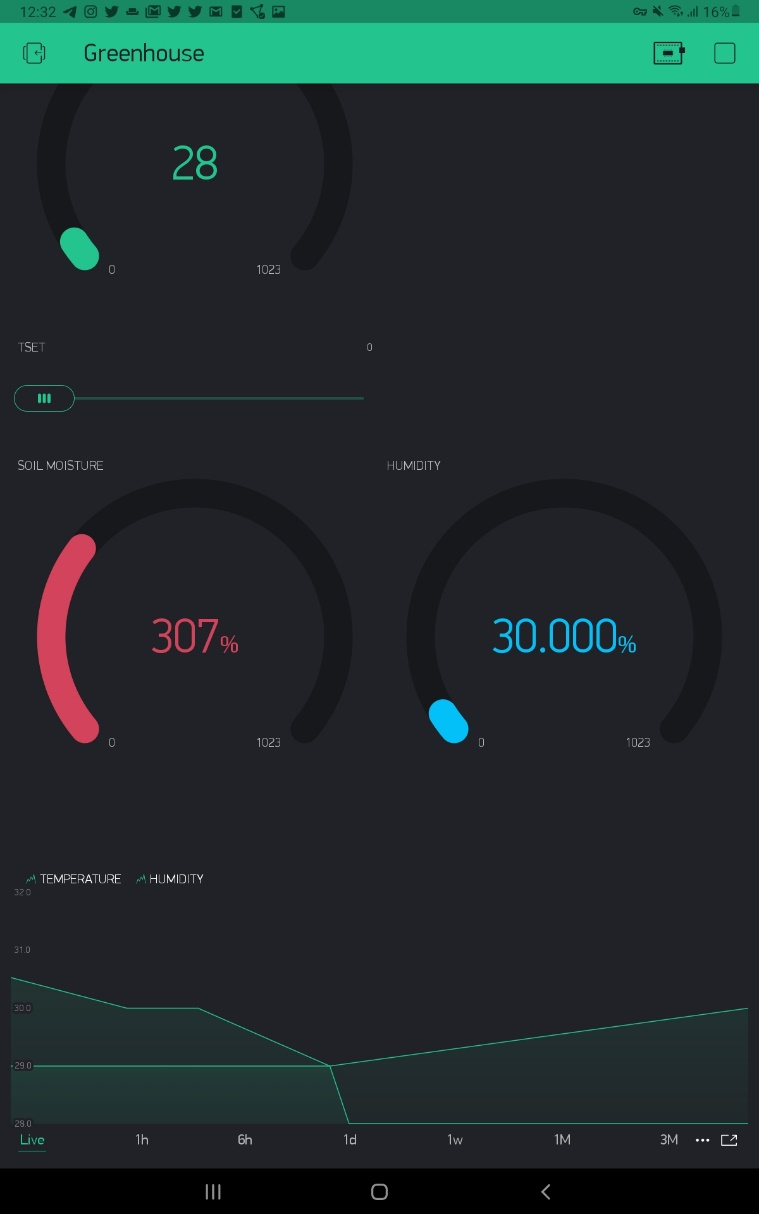 12:32 16%
Greenhouse
28
0 1023
TSET 0
SOIL MOISTURE HUMIDITY
307% 30.000%
0 1023 0 1023
TEMPERATURE HUMIDITY
32.0
31.0
30.0
29.0
28.0
Live 1h 6h 1d 1w 1M 3M